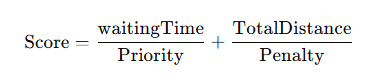 Score = waitingTime / Priority + TotalDistance / Penalty